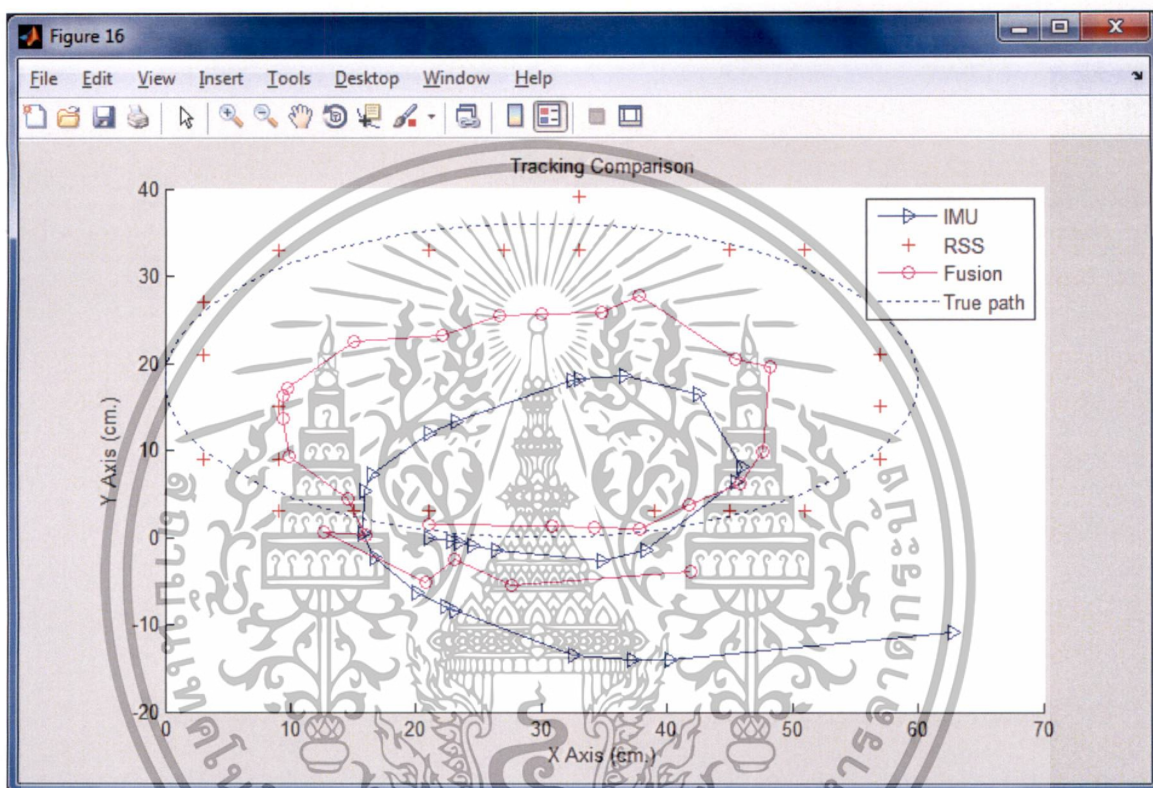 Figure 16
File Edit View Insert Tools Desktop Window Help
Tracking Comparison
IMU
RSS
Fusion
True path
Y Axis (cm.)
40
30
20
10
0
-10
-20
0 10 20 30 40 50 60 70
X Axis (cm.)